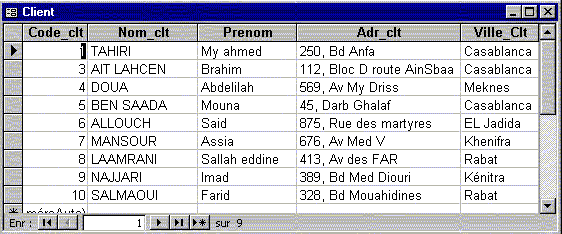 Client
Code_clt Nom_clt Prenom Adr_clt Ville_Clt
1 TAHIRI My ahmed 250, Bd Anfa Casablanca
3 AIT LAHCEN Brahim 112, Bloc D route AinSbaa Casablanca
4 DOUA Abdelilah 569, Av My Driss Meknes
5 BEN SAADA Mouna 45, Darb Ghalaf Casablanca
6 ALLOUCH Said 875, Rue des martyres EL Jadida
7 MANSOUR Assia 676, Av Med V Khenifra
8 LAAMRANI Sallah eddine 413, Av des FAR Rabat
9 NAJJARI Imad 389, Bd Med Diouri Kénitra
10 SALMAOUI Farid 328, Bd Mouahidines Rabat
Enr : 1 sur 9